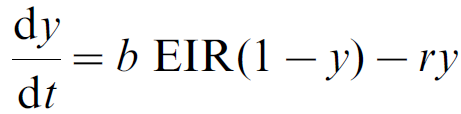 dy/dt = b EIR(1 − y) − ry